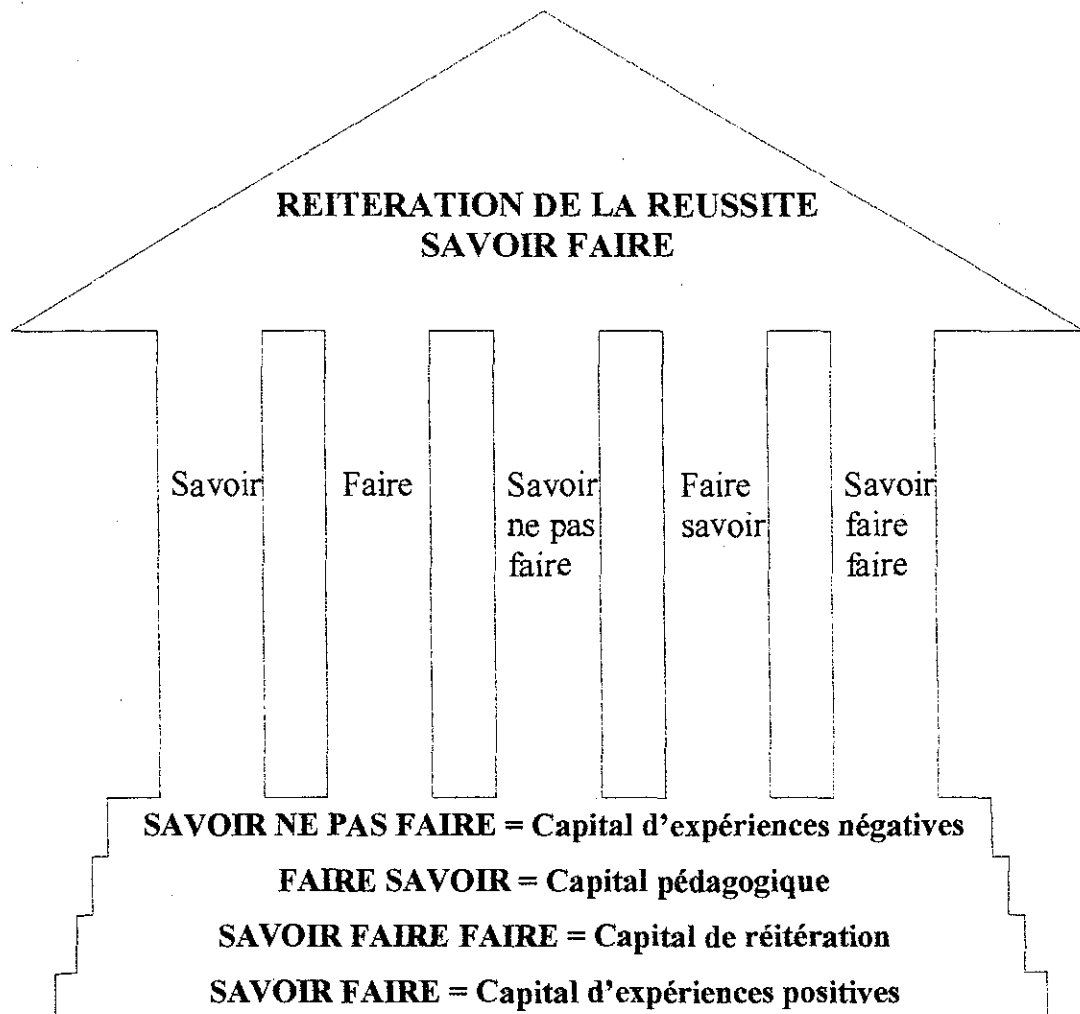 REITERATION DE LA REUSSITE
SAVOIR FAIRE
Savoir
Faire
Savoir
ne pas
faire
Faire
savoir
Savoir
faire
faire
SAVOIR NE PAS FAIRE = Capital d'expériences négatives
FAIRE SAVOIR = Capital pédagogique
SAVOIR FAIRE FAIRE = Capital de réitération
SAVOIR FAIRE = Capital d'expériences positives